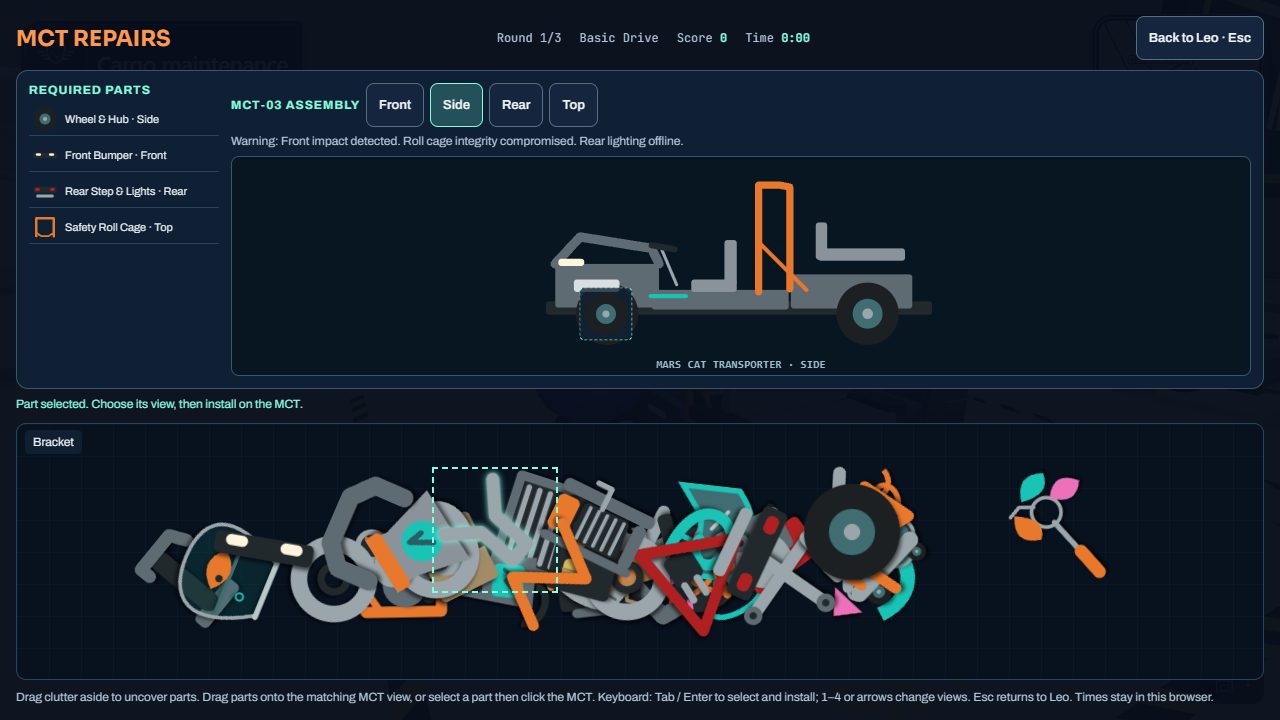 MCT REPAIRS
Round 1/3 Basic Drive Score 0 Time 0:00
Back to Leo · Esc
Cargo maintenance
REQUIRED PARTS
Wheel & Hub · Side
Front Bumper · Front
Rear Step & Lights · Rear
Safety Roll Cage · Top
MCT-03 ASSEMBLY Front Side Rear Top
Warning: Front impact detected. Roll cage integrity compromised. Rear lighting offline.
MARS CAT TRANSPORTER · SIDE
Part selected. Choose its view, then install on the MCT.
Bracket
Drag clutter aside to uncover parts. Drag parts onto the matching MCT view, or select a part then click the MCT. Keyboard: Tab / Enter to select and install; 1–4 or arrows change views. Esc returns to Leo. Times stay in this browser.